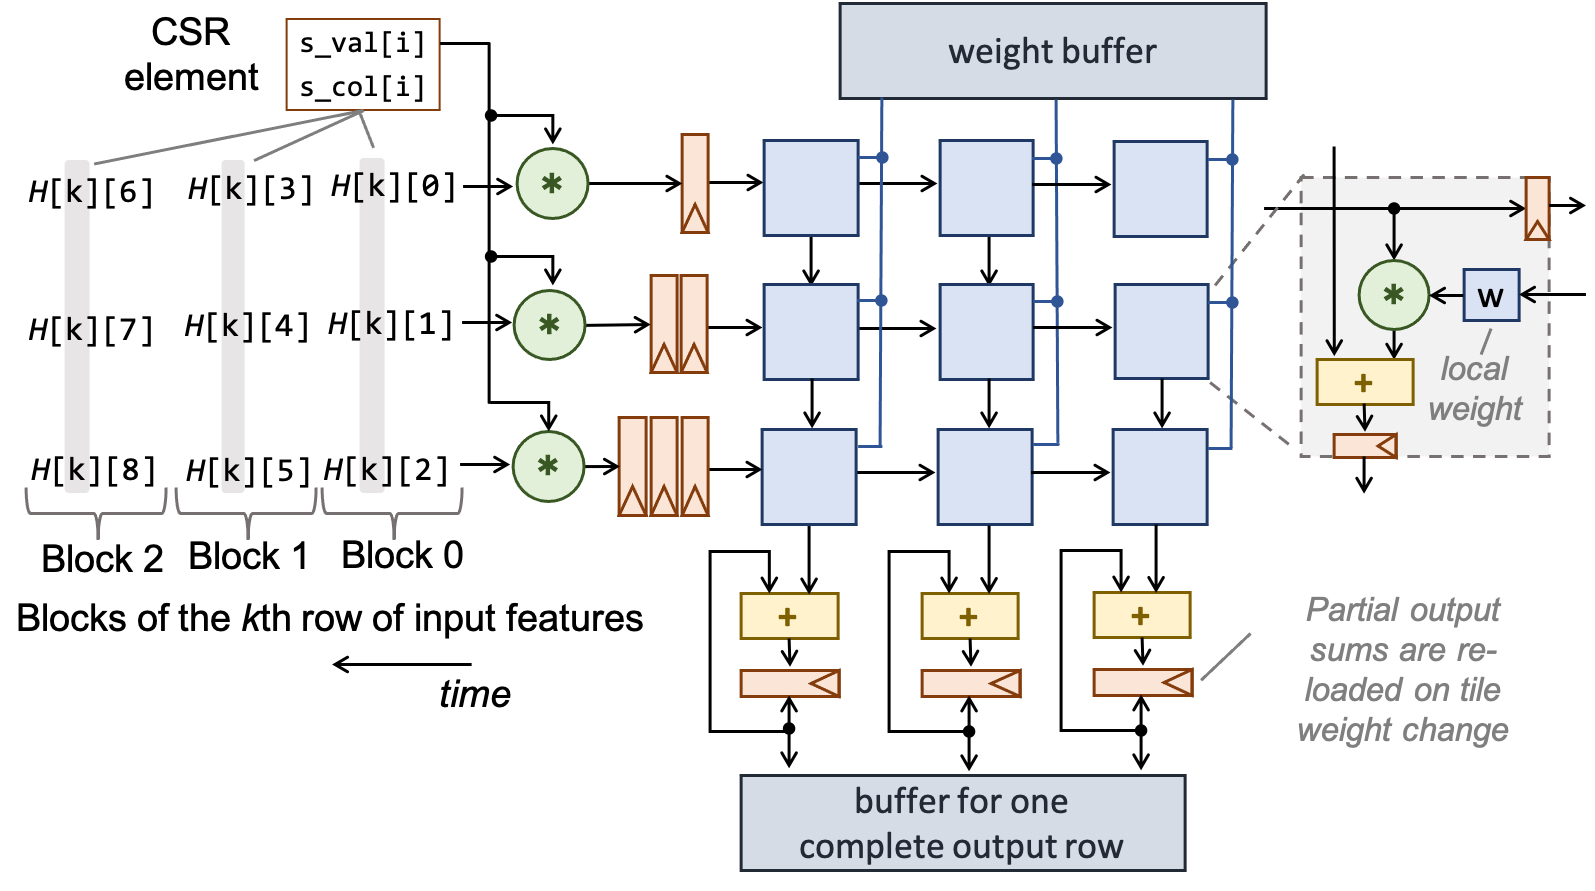 CSR
element
s_val[i]
s_col[i]
weight buffer
H[k][6] H[k][3] H[k][0]
*
H[k][7] H[k][4] H[k][1]
*
H[k][8] H[k][5] H[k][2]
*
* w
+
local
weight
Block 2 Block 1 Block 0
Blocks of the kth row of input features
time
+ + +
Partial output
sums are re-
loaded on tile
weight change
buffer for one
complete output row